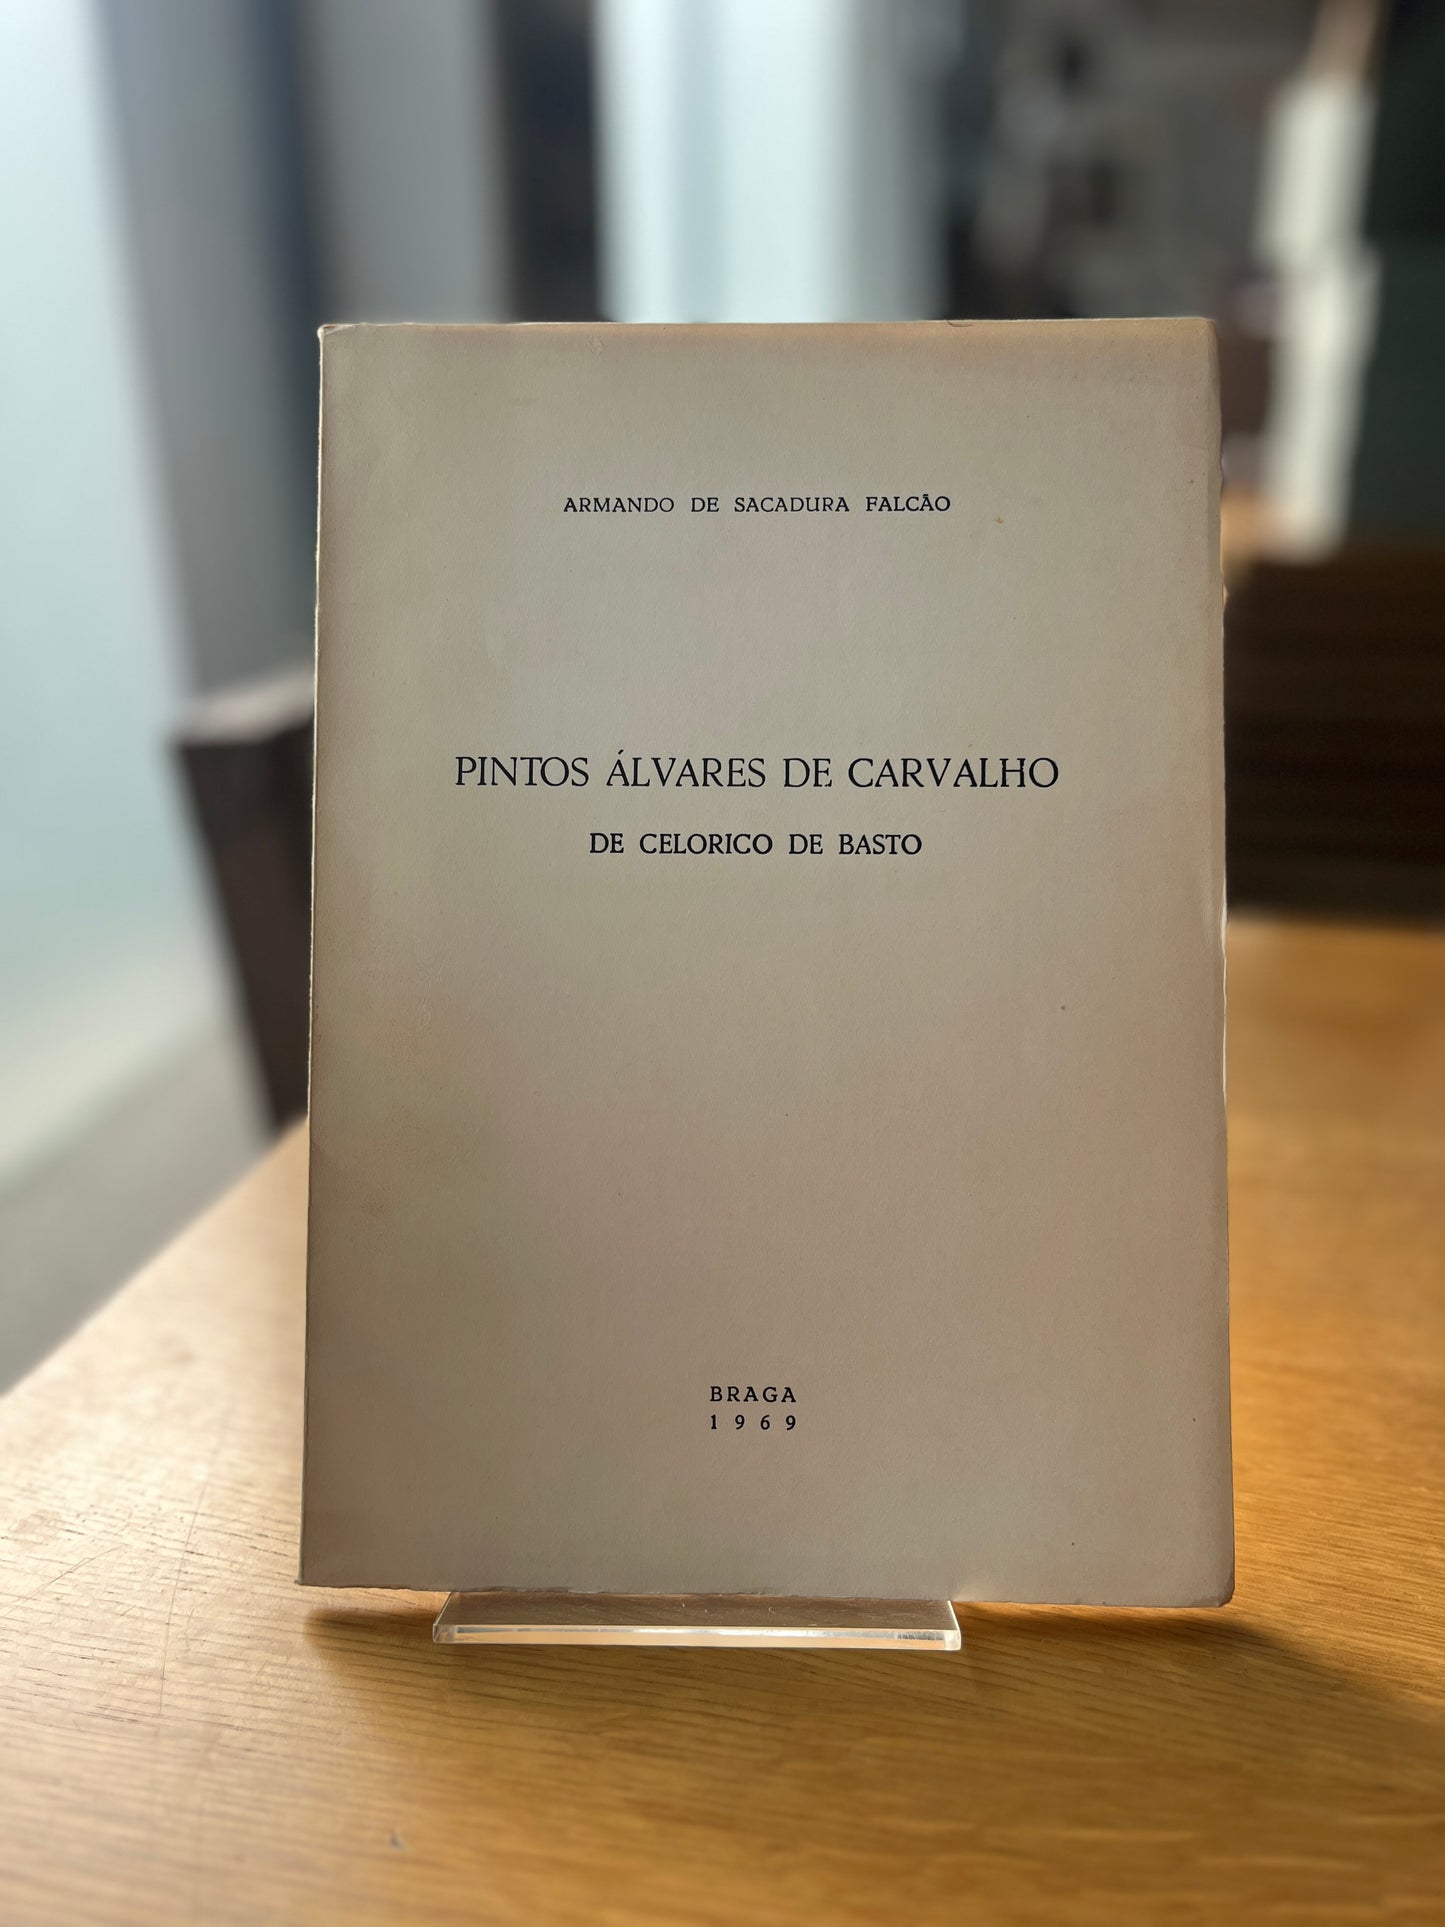 ARMANDO DE SACADURA FALCÃO
PINTOS ÁLVARES DE CARVALHO
DE CELORICO DE BASTO
BRAGA
1969